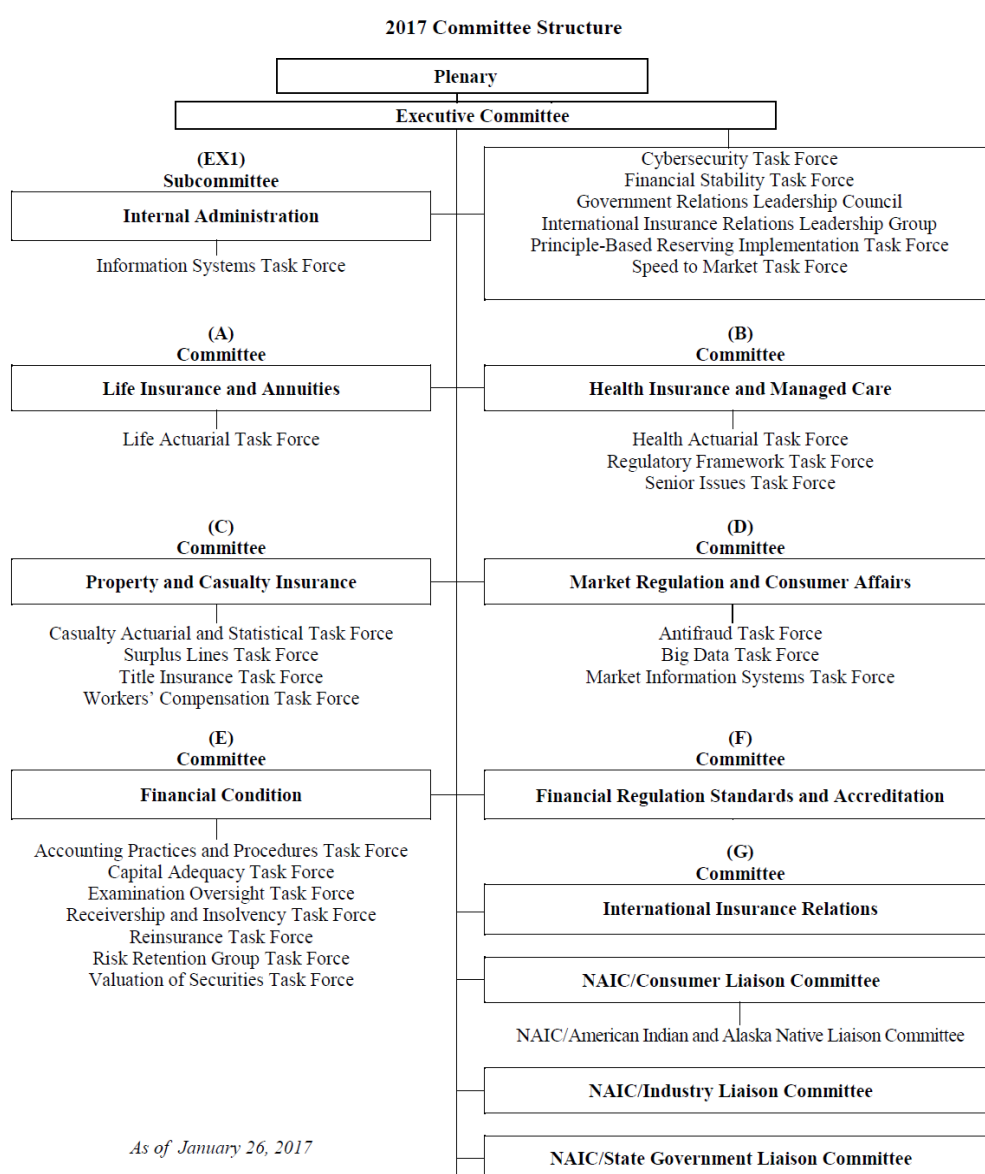 2017 Committee Structure
Plenary
Executive Committee
(EX1)
Subcommittee
Internal Administration
Information Systems Task Force
Cybersecurity Task Force
Financial Stability Task Force
Government Relations Leadership Council
International Insurance Relations Leadership Group
Principle-Based Reserving Implementation Task Force
Speed to Market Task Force
(A)
Committee
Life Insurance and Annuities
Life Actuarial Task Force
(B)
Committee
Health Insurance and Managed Care
Health Actuarial Task Force
Regulatory Framework Task Force
Senior Issues Task Force
(C)
Committee
Property and Casualty Insurance
Casualty Actuarial and Statistical Task Force
Surplus Lines Task Force
Title Insurance Task Force
Workers’ Compensation Task Force
(D)
Committee
Market Regulation and Consumer Affairs
Antifraud Task Force
Big Data Task Force
Market Information Systems Task Force
(E)
Committee
Financial Condition
Accounting Practices and Procedures Task Force
Capital Adequacy Task Force
Examination Oversight Task Force
Receivership and Insolvency Task Force
Reinsurance Task Force
Risk Retention Group Task Force
Valuation of Securities Task Force
(F)
Committee
Financial Regulation Standards and Accreditation
(G)
Committee
International Insurance Relations
NAIC/Consumer Liaison Committee
NAIC/American Indian and Alaska Native Liaison Committee
NAIC/Industry Liaison Committee
NAIC/State Government Liaison Committee
As of January 26, 2017